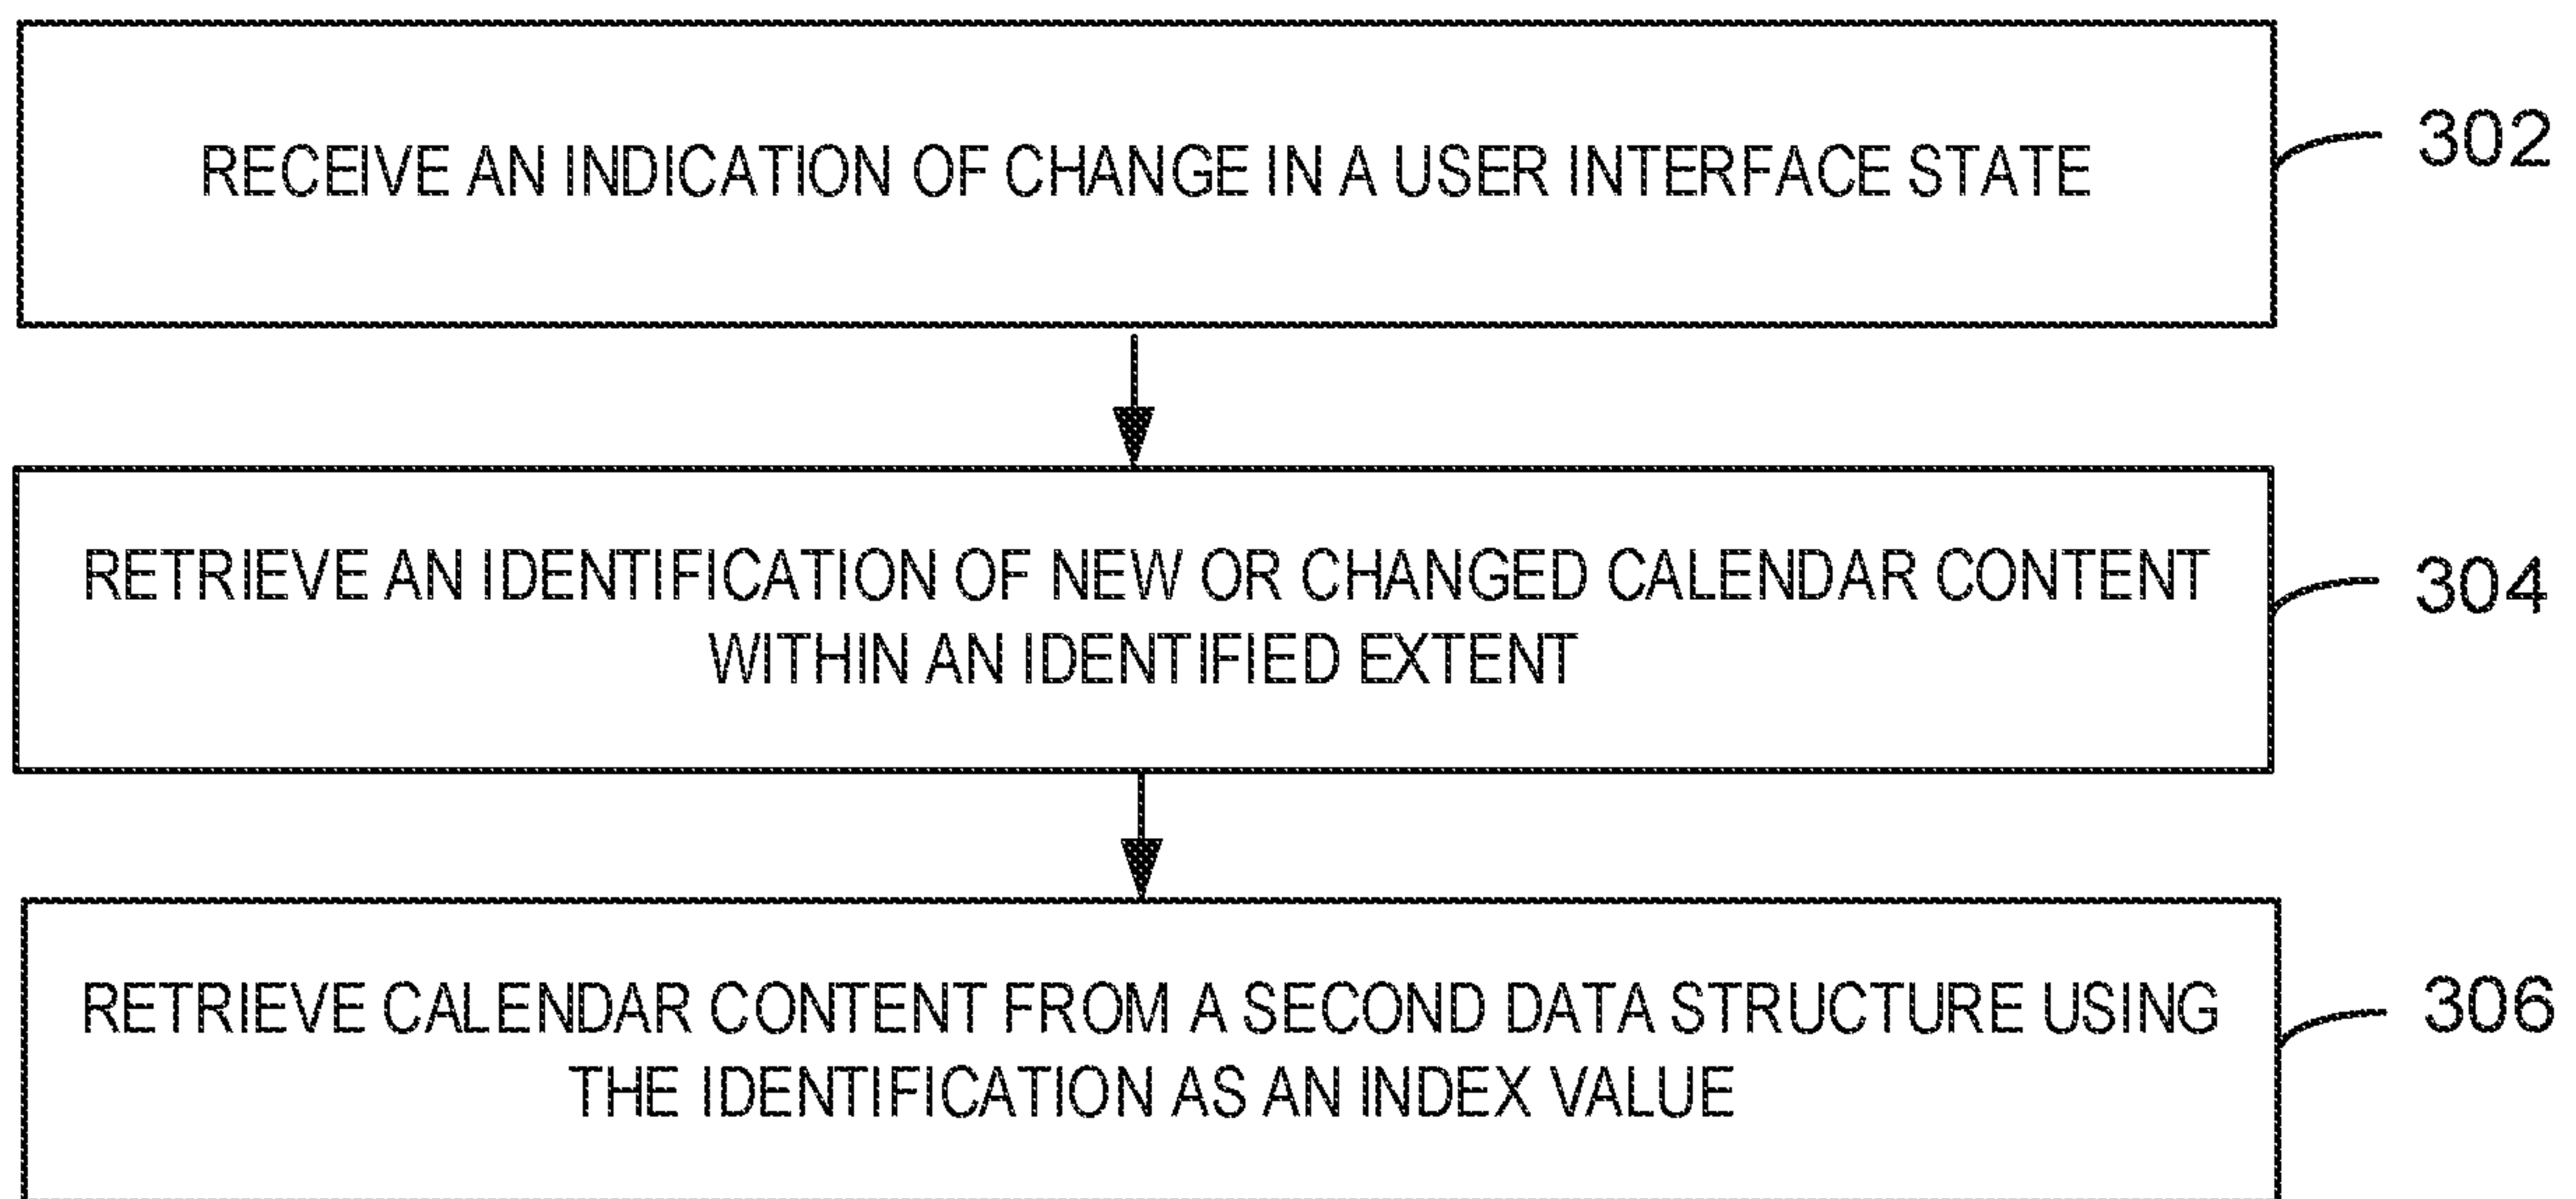 RECEIVE AN INDICATION OF CHANGE IN A USER INTERFACE STATE
302
RETRIEVE AN IDENTIFICATION OF NEW OR CHANGED CALENDAR CONTENT
WITHIN AN IDENTIFIED EXTENT
304
RETRIEVE CALENDAR CONTENT FROM A SECOND DATA STRUCTURE USING
THE IDENTIFICATION AS AN INDEX VALUE
306